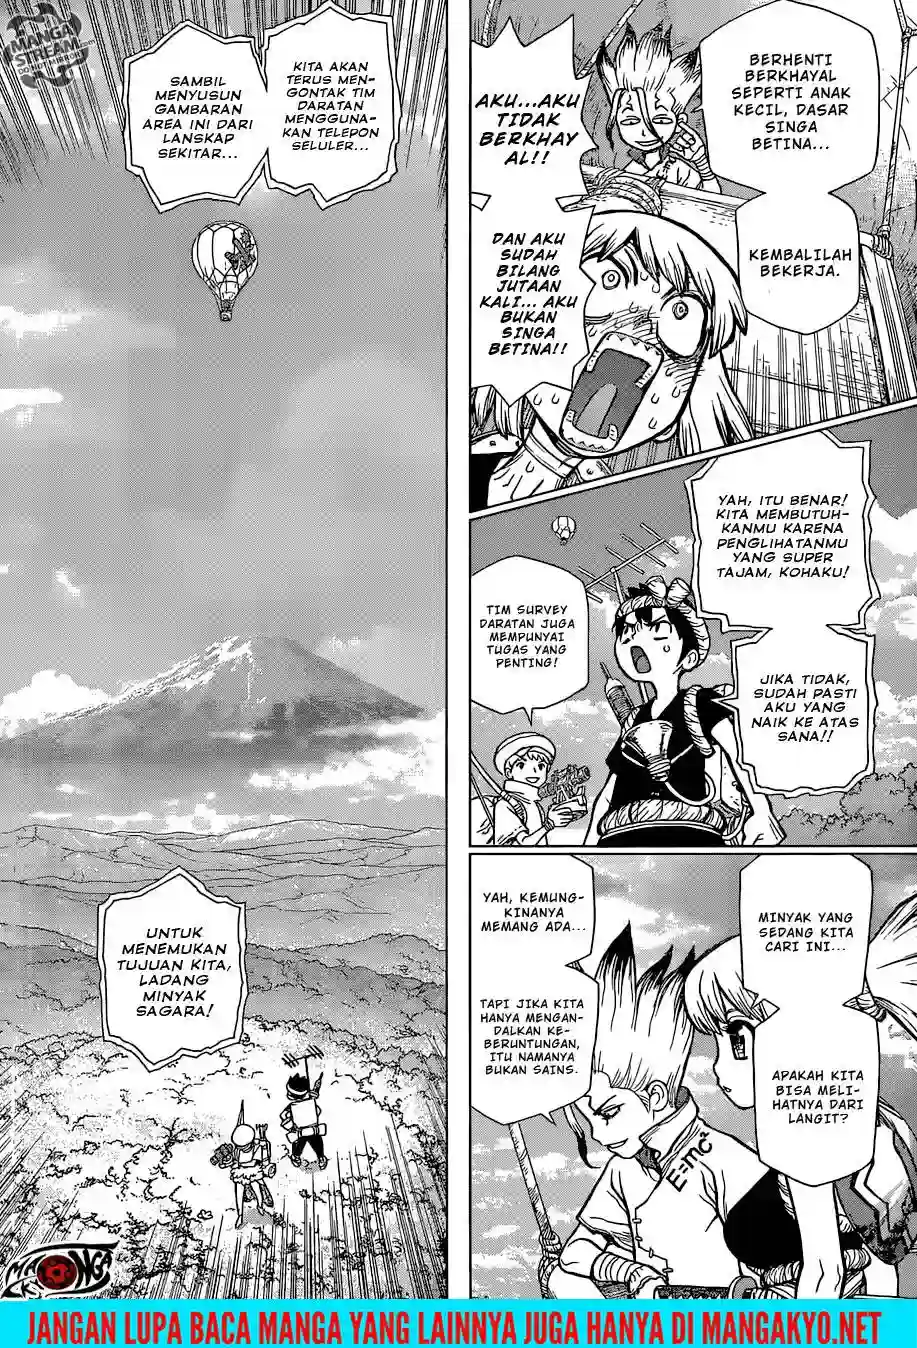 BERHENTI
BERKHAYAL
SEPERTI ANAK
KECIL, DASAR
SINGA
BETINA...
KEMBALILAH
BEKERJA.
AKU...AKU
TIDAK
BERKHAY
AL!!
DAN AKU
SUDAH
BILANG
JUTAAN
KALI... AKU
BUKAN
SINGA
BETINA!!
YAH, ITU BENAR!
KITA MEMBUTUH-
KANMU KARENA
PENGLIHATANMU
YANG SUPER
TAJAM, KOHAKU!
JIKA TIDAK,
SUDAH PASTI
AKU YANG
NAIK KE ATAS
SANA!!
TIM SURVEY
DARATAN JUGA
MEMPUNYAI
TUGAS YANG
PENTING!
MINYAK YANG
SEDANG KITA
CARI INI...
APAKAH KITA
BISA MELI-
HATNYA DARI
LANGIT?
YAH, KEMUNG-
KINANYA
MEMANG ADA...
TAPI JIKA KITA
HANYA MENGAN-
DALKAN KE-
BERUNTUNGAN,
ITU NAMANYA
BUKAN SAINS.
E=mc²
KITA AKAN
TERUS MEN-
GONTAK TIM
DARATAN
MENGGUNA-
KAN TELEPON
SELULER...
SAMBIL
MENYUSUN
GAMBARAN
AREA INI DARI
LANSKAP
SEKITAR...
UNTUK
MENEMUKAN
TUJUAN KITA,
LADANG
MINYAK
SAGARA!
MANGA
STREAM
JANGAN LUPA BACA MANGA YANG LAINNYA JUGA HANYA DI MANGAKYO.NET